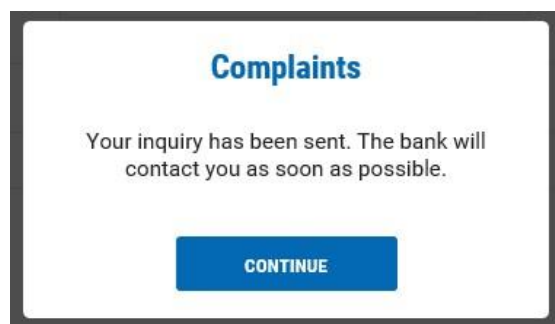 Complaints
Your inquiry has been sent. The bank will
contact you as soon as possible.
CONTINUE